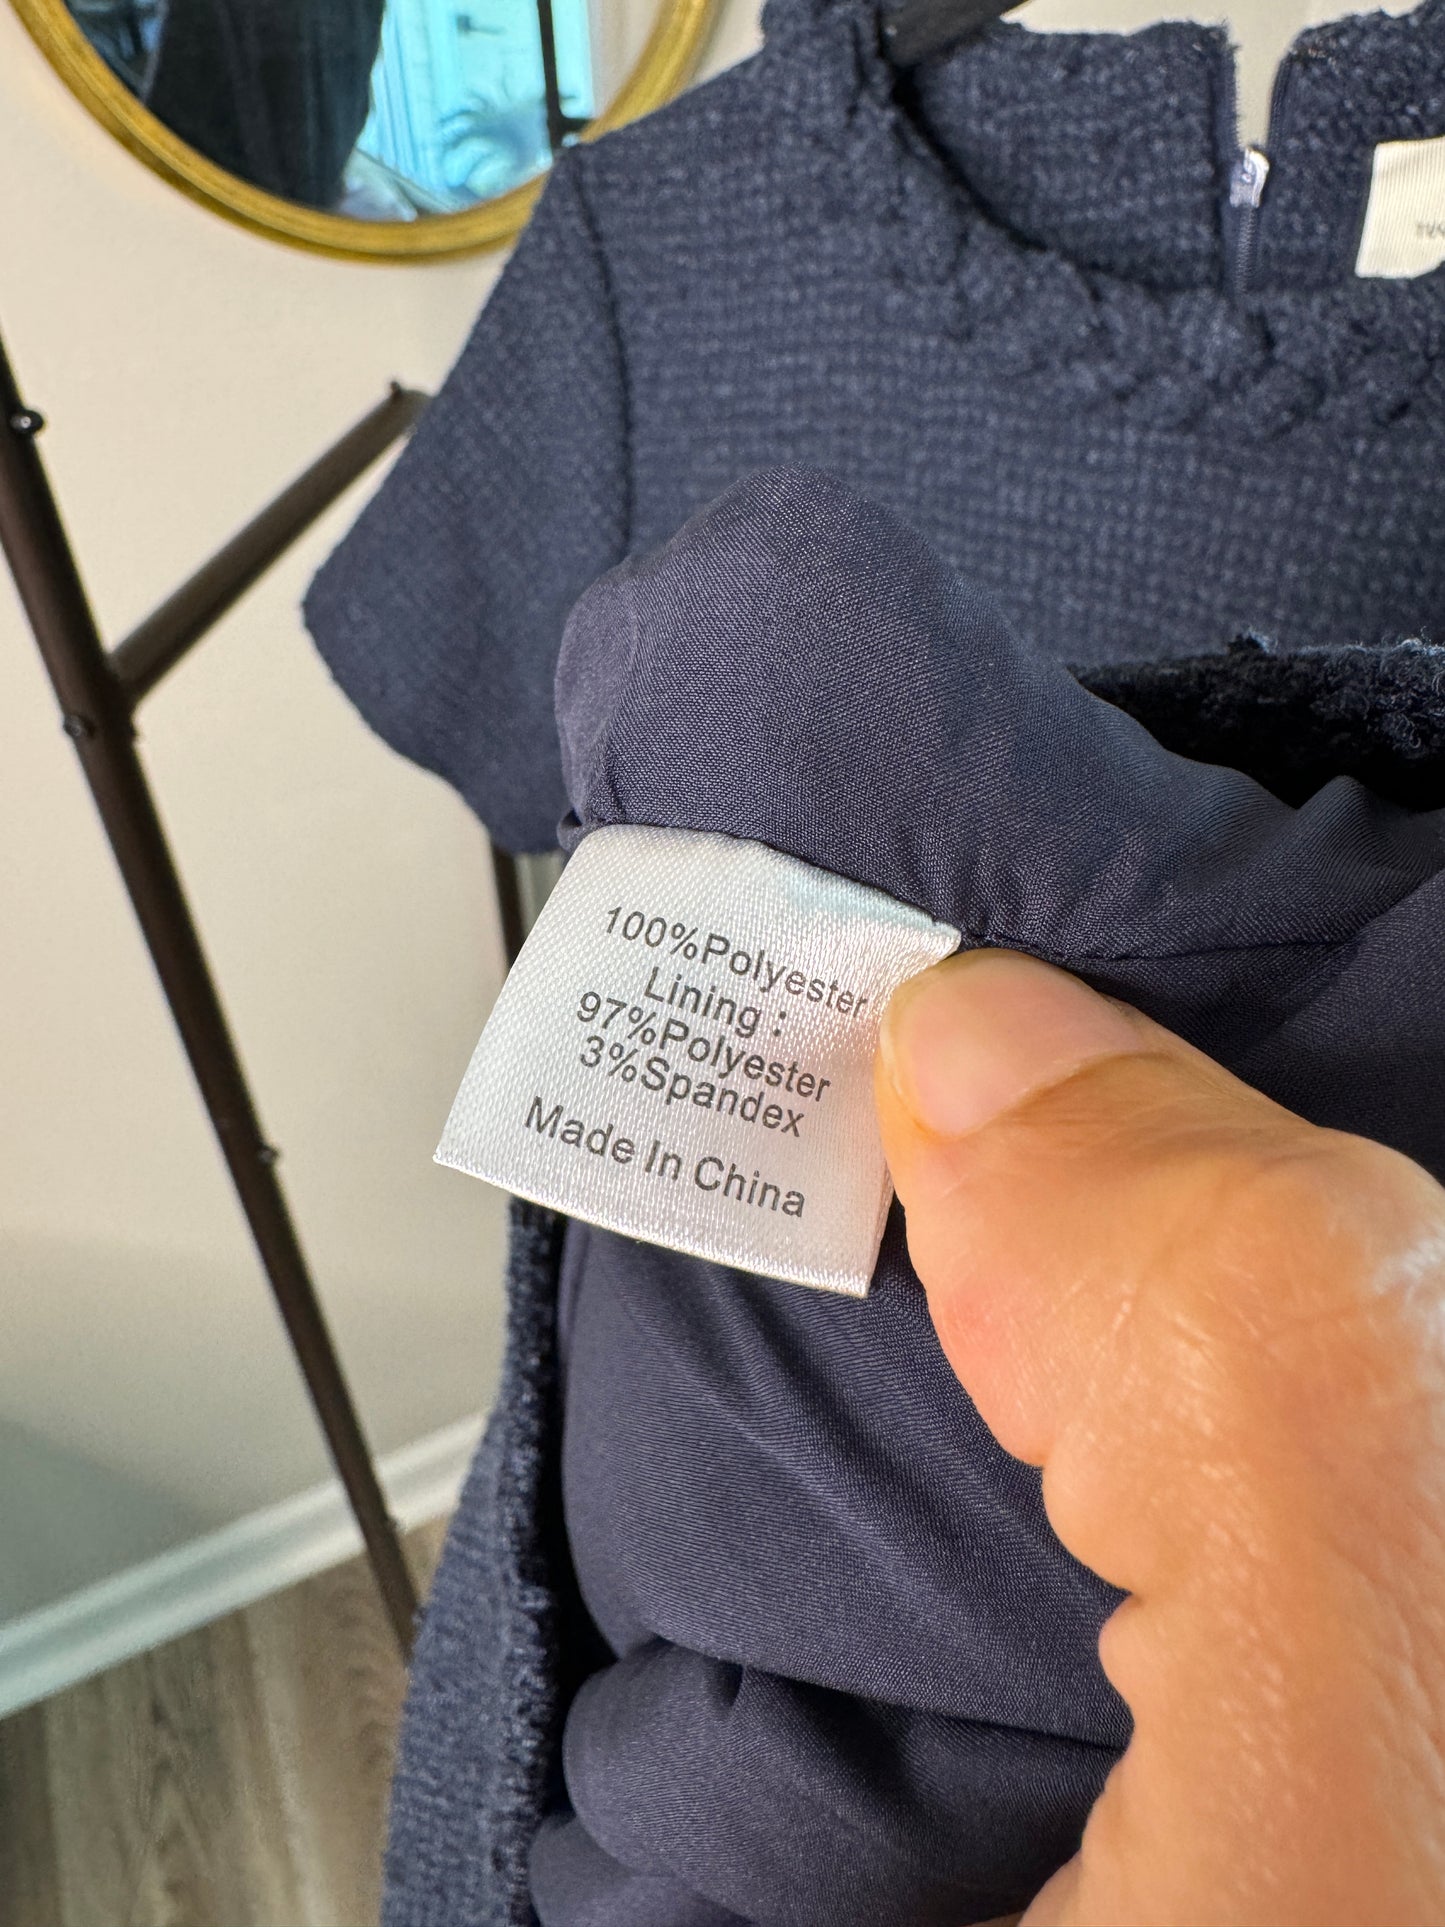 100%Polyester
Lining :
97%Polyester
3%Spandex
Made In China